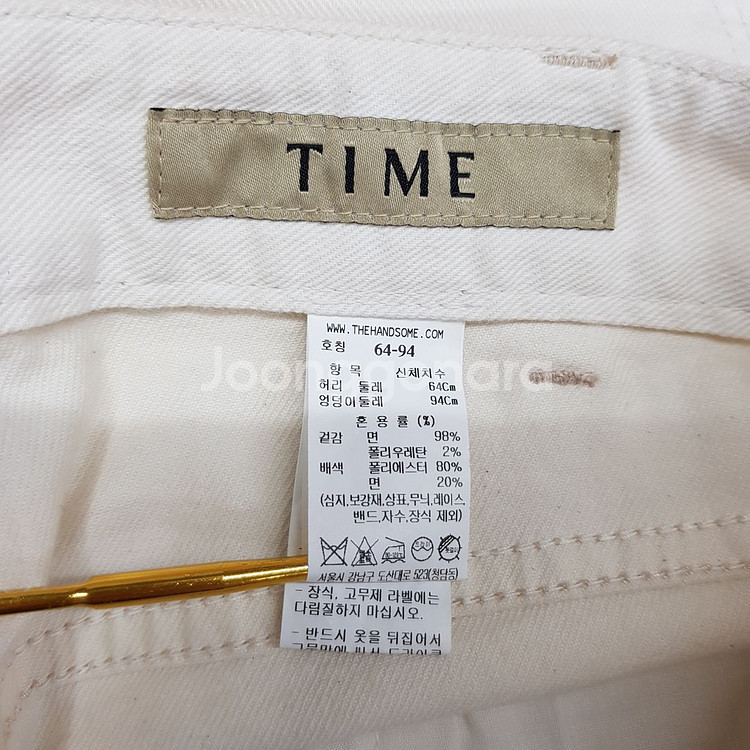 TIME
WWW.THEHANDSOME.COM
호칭 64-94
항 목 신체치수
허리 둘레 64Cm
엉덩이둘레 94Cm
혼 용 률 (%)
겉감 면 98%
폴리우레탄 2%
배색 폴리에스터 80%
면 20%
(심지,보강재,상표,무늬,레이스,
밴드,자수,장식 제외)
서울시 강남구 도산대로 523(청담동)
- 장식, 고무제 라벨에는
다림질하지 마십시오.
- 반드시 옷을 뒤집어서
Joonggonara